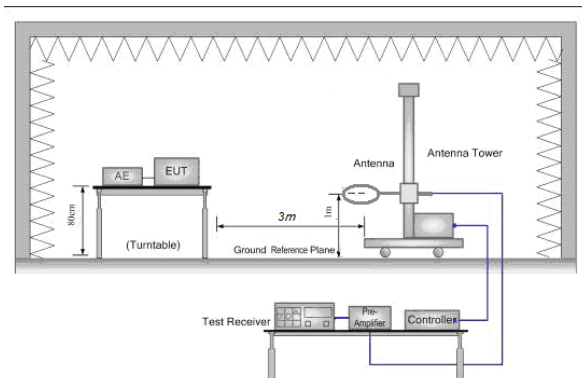 Antenna
Antenna Tower
AE
EUT
80cm
(Turntable)
3m
1m
Ground Reference Plane
Test Receiver
Pre-
Amplifier
Controller